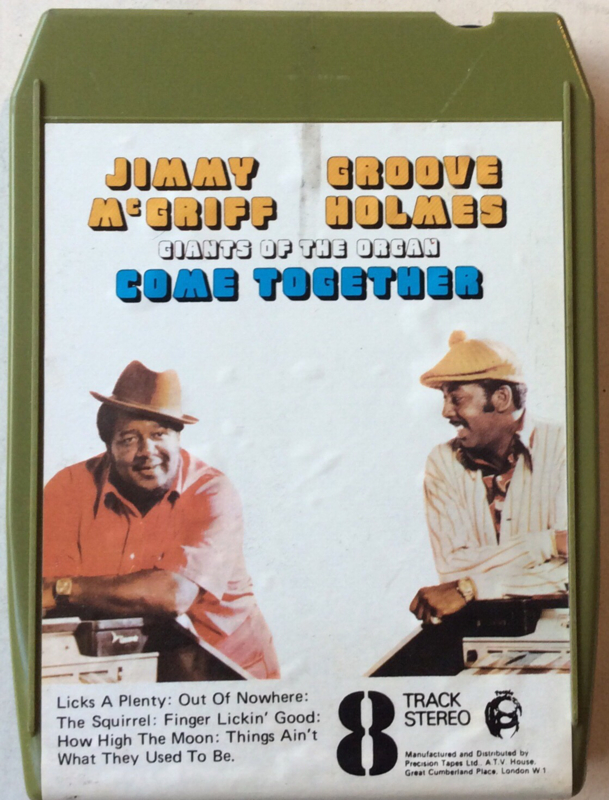 JIMMY McGRIFF
GROOVE HOLMES
GIANTS OF THE ORGAN
COME TOGETHER
Licks A Plenty: Out Of Nowhere:
The Squirrel: Finger Lickin' Good:
How High The Moon: Things Ain't
What They Used To Be.
8 TRACK
STEREO
Manufactured and Distributed by
Precision Tapes Ltd., A.T.V. House,
Great Cumberland Place, London W1